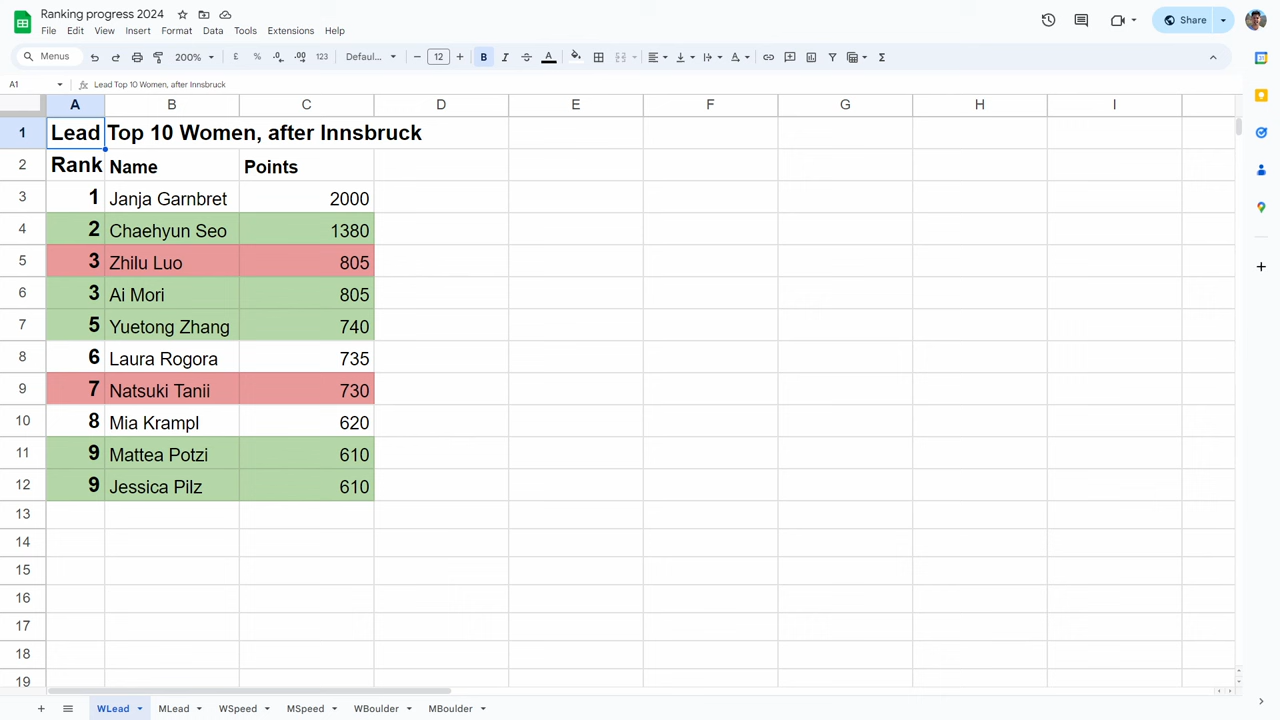 Ranking progress 2024
File Edit View Insert Format Data Tools Extensions Help
Share
Menus 200% £ % .0 .00 123 Defaul... − 12 + B I A Σ
A1 fx Lead Top 10 Women, after Innsbruck
A B C D E F G H I
1 Lead Top 10 Women, after Innsbruck
2 Rank Name Points
3 1 Janja Garnbret 2000
4 2 Chaehyun Seo 1380
5 3 Zhilu Luo 805
6 3 Ai Mori 805
7 5 Yuetong Zhang 740
8 6 Laura Rogora 735
9 7 Natsuki Tanii 730
10 8 Mia Krampl 620
11 9 Mattea Potzi 610
12 9 Jessica Pilz 610
13
14
15
16
17
18
19
WLead MLead WSpeed MSpeed WBoulder MBoulder